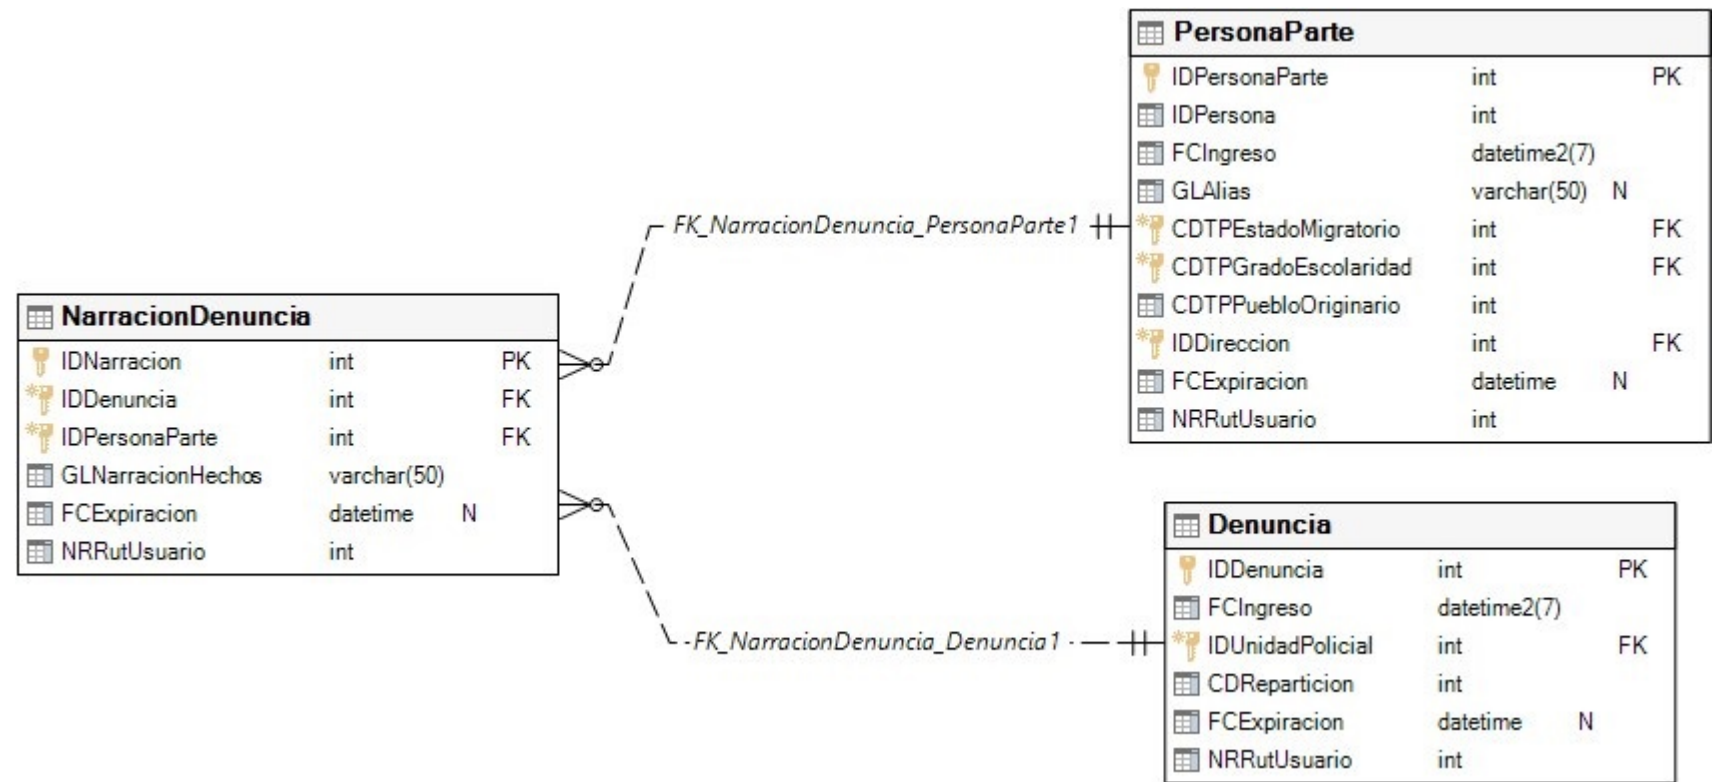 PersonaParte
IDPersonaParte int PK
IDPersona int
FCIngreso datetime2(7)
GLAlias varchar(50) N
CDTPEstadoMigratorio int FK
CDTPGradoEscolaridad int FK
CDTPPuebloOriginario int
IDDireccion int FK
FCExpiracion datetime N
NRRutUsuario int
FK_NarracionDenuncia_PersonaParte1
NarracionDenuncia
IDNarracion int PK
IDDenuncia int FK
IDPersonaParte int FK
GLNarracionHechos varchar(50)
FCExpiracion datetime N
NRRutUsuario int
FK_NarracionDenuncia_Denuncia1
Denuncia
IDDenuncia int PK
FCIngreso datetime2(7)
IDUnidadPolicial int FK
CDReparticion int
FCExpiracion datetime N
NRRutUsuario int